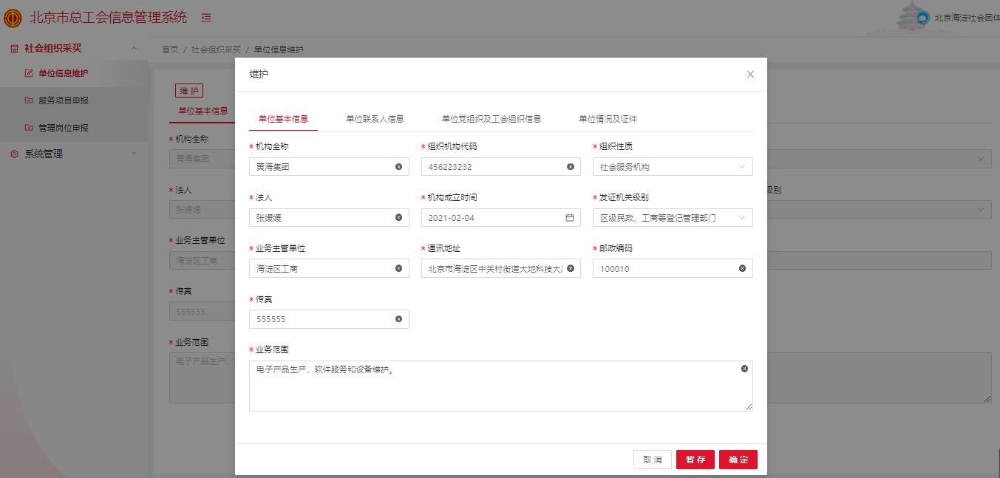 北京市总工会信息管理系统
北京海淀社会团体
社会组织采买
首页 / 社会组织采买 / 单位信息维护
单位信息维护
服务项目申报
管理岗位申报
系统管理
维 护
单位基本信息
* 机构全称
黄海集团
* 法人
张媛媛
级别
* 业务主管单位
海淀区工商
* 传真
555555
* 业务范围
电子产品生产,
维护
单位基本信息 单位联系人信息 单位党组织及工会组织信息 单位情况及证件
* 机构全称 * 组织机构代码 * 组织性质
黄海集团 456223232 社会服务机构
* 法人 * 机构成立时间 * 发证机关级别
张媛媛 2021-02-04 区级民政、工商等登记管理部门
* 业务主管单位 * 通讯地址 * 邮政编码
海淀区工商 北京市海淀区中关村街道大地科技大 100010
* 传真
555555
* 业务范围
电子产品生产，软件服务和设备维护。
取 消 暂 存 确 定